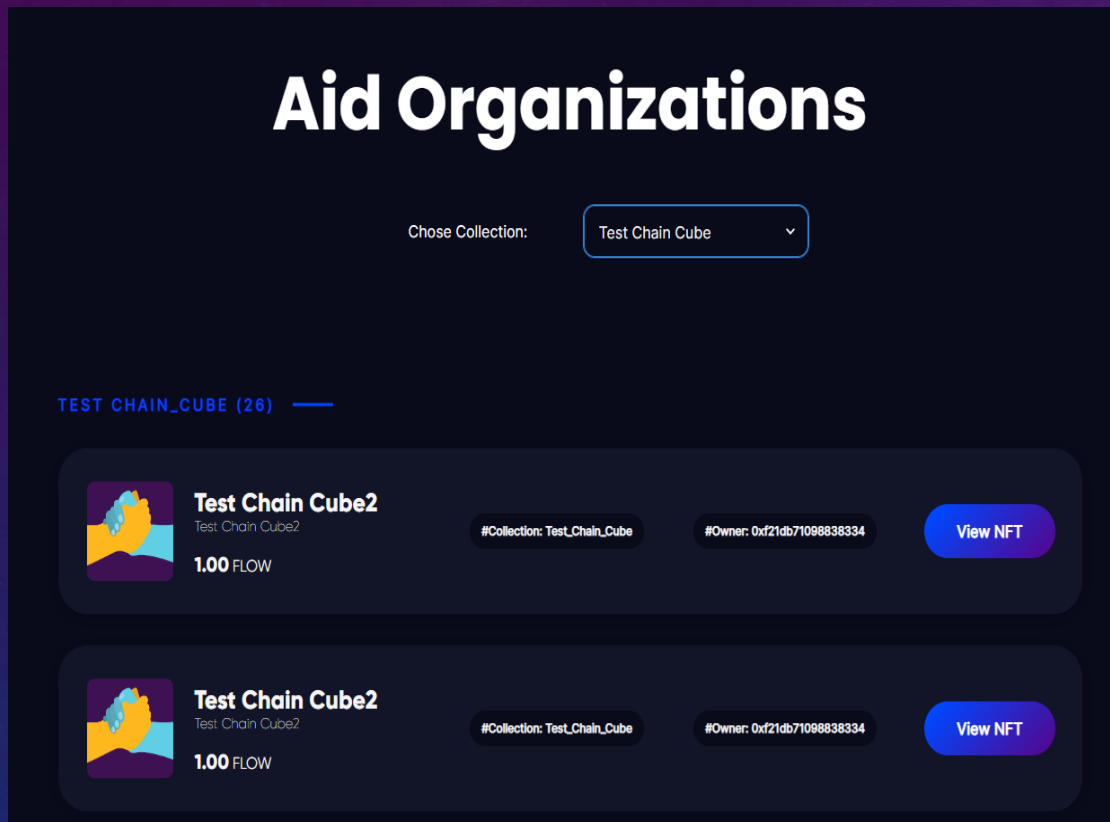 Aid Organizations
Chose Collection:
Test Chain Cube
TEST CHAIN_CUBE (26)
Test Chain Cube2
Test Chain Cube2
1.00 FLOW
#Collection: Test_Chain_Cube
#Owner: 0xf21db71098838334
View NFT
Test Chain Cube2
Test Chain Cube2
1.00 FLOW
#Collection: Test_Chain_Cube
#Owner: 0xf21db71098838334
View NFT